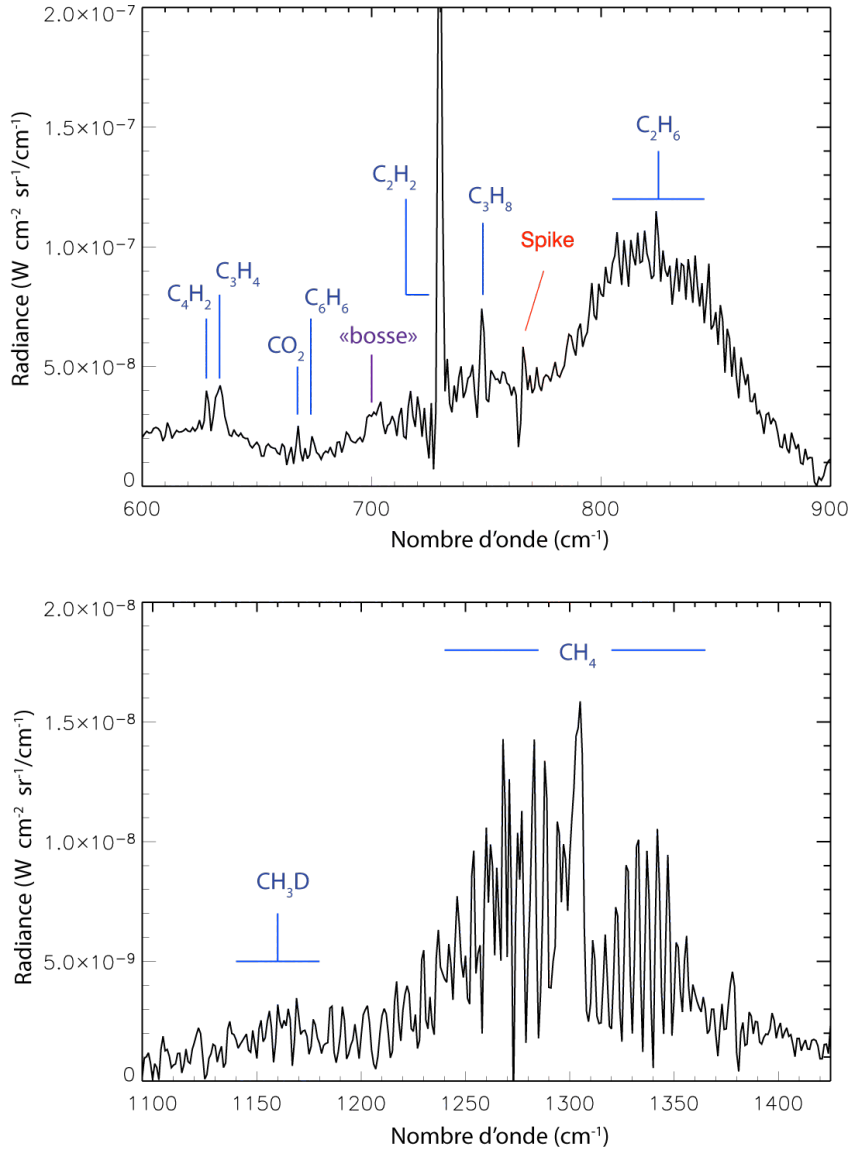 2.0×10⁻⁷
1.5×10⁻⁷
1.0×10⁻⁷
5.0×10⁻⁸
0
Radiance (W cm⁻² sr⁻¹/cm⁻¹)
C₂H₆
C₂H₂
C₃H₈
Spike
C₃H₄
C₄H₂
C₆H₆
«bosse»
CO₂
600 700 800 900
Nombre d'onde (cm⁻¹)
2.0×10⁻⁸
1.5×10⁻⁸
1.0×10⁻⁸
5.0×10⁻⁹
0
Radiance (W cm⁻² sr⁻¹/cm⁻¹)
CH₄
CH₃D
1100 1150 1200 1250 1300 1350 1400
Nombre d'onde (cm⁻¹)